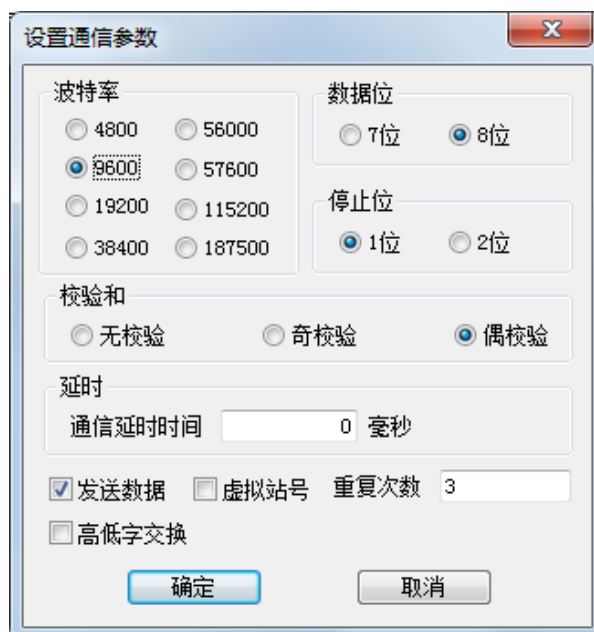 设置通信参数
波特率
4800 56000
9600 57600
19200 115200
38400 187500
数据位
7位 8位
停止位
1位 2位
校验和
无校验 奇校验 偶校验
延时
通信延时时间 0 毫秒
发送数据 虚拟站号 重复次数 3
高低字交换
确定 取消